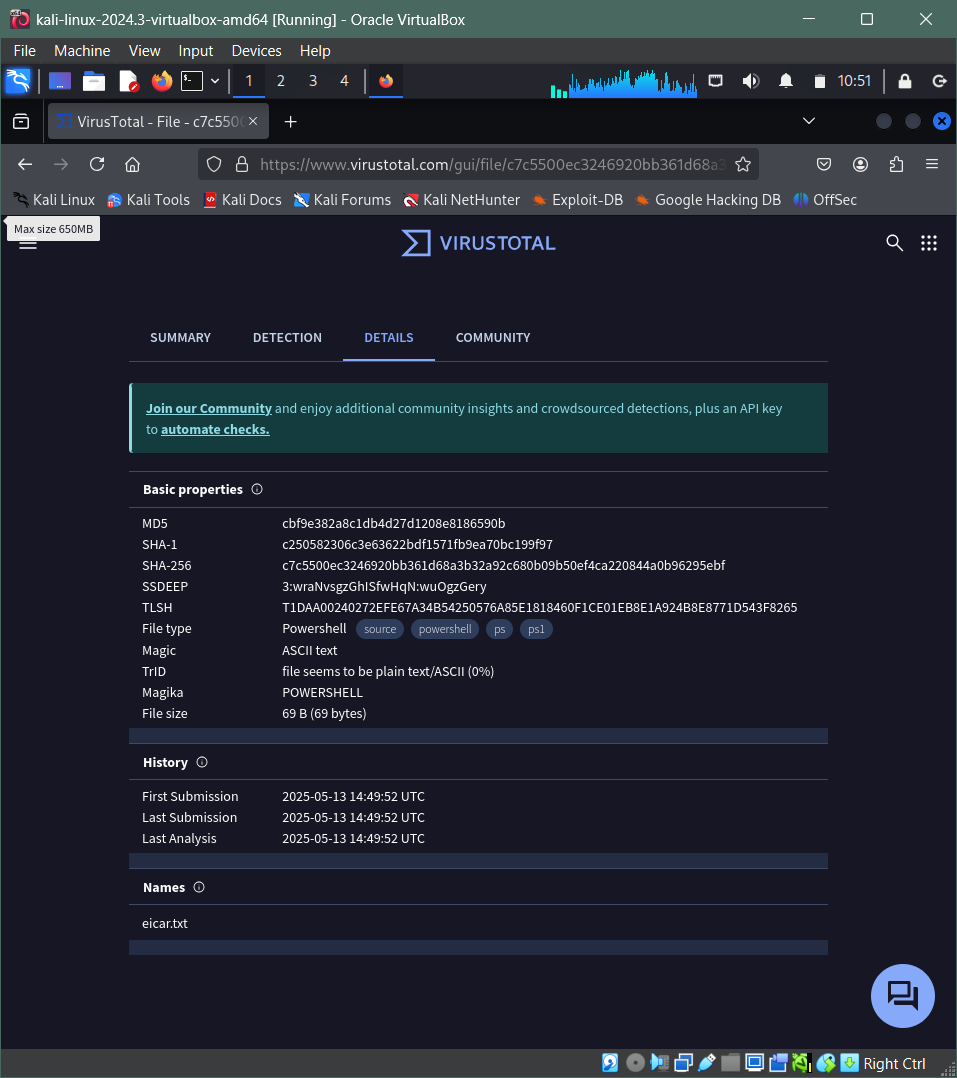 kali-linux-2024.3-virtualbox-amd64 [Running] - Oracle VirtualBox
File Machine View Input Devices Help
1 2 3 4 10:51
VirusTotal - File - c7c550
https://www.virustotal.com/gui/file/c7c5500ec3246920bb361d68a3
Kali Linux Kali Tools Kali Docs Kali Forums Kali NetHunter Exploit-DB Google Hacking DB OffSec
Max size 650MB
VIRUSTOTAL
SUMMARY DETECTION DETAILS COMMUNITY
Join our Community and enjoy additional community insights and crowdsourced detections, plus an API key
to automate checks.
Basic properties
MD5 cbf9e382a8c1db4d27d1208e8186590b
SHA-1 c250582306c3e63622bdf1571fb9ea70bc199f97
SHA-256 c7c5500ec3246920bb361d68a3b32a92c680b09b50ef4ca220844a0b96295ebf
SSDEEP 3:wraNvsgzGhISfwHqN:wuOgzGery
TLSH T1DAA00240272EFE67A34B54250576A85E1818460F1CE01EB8E1A924B8E8771D543F8265
File type Powershell source powershell ps ps1
Magic ASCII text
TrID file seems to be plain text/ASCII (0%)
Magika POWERSHELL
File size 69 B (69 bytes)
History
First Submission 2025-05-13 14:49:52 UTC
Last Submission 2025-05-13 14:49:52 UTC
Last Analysis 2025-05-13 14:49:52 UTC
Names
eicar.txt
Right Ctrl